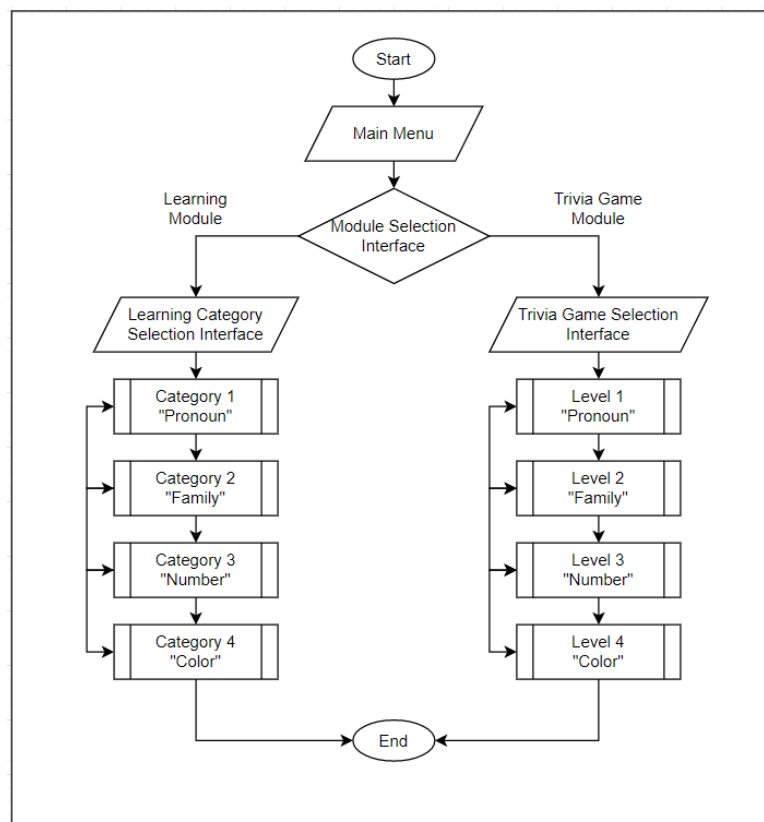 Start
Main Menu
Learning
Module
Trivia Game
Module
Module Selection
Interface
Learning Category
Selection Interface
Trivia Game Selection
Interface
Category 1
"Pronoun"
Category 2
"Family"
Category 3
"Number"
Category 4
"Color"
Level 1
"Pronoun"
Level 2
"Family"
Level 3
"Number"
Level 4
"Color"
End